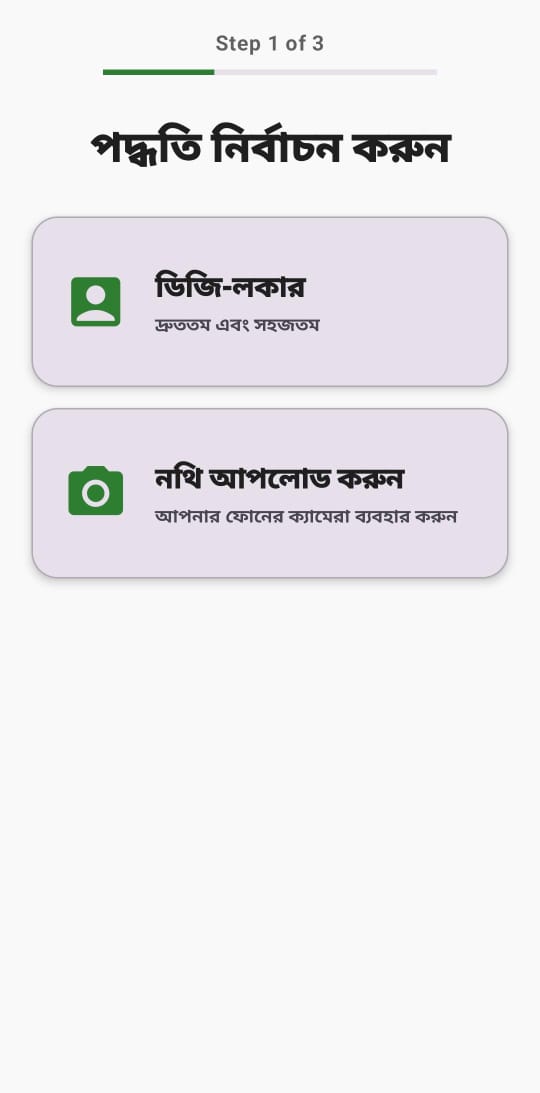 Step 1 of 3
পদ্ধতি নির্বাচন করুন
ডিজি-লকার
দ্রুততম এবং সহজতম
নথি আপলোড করুন
আপনার ফোনের ক্যামেরা ব্যবহার করুন